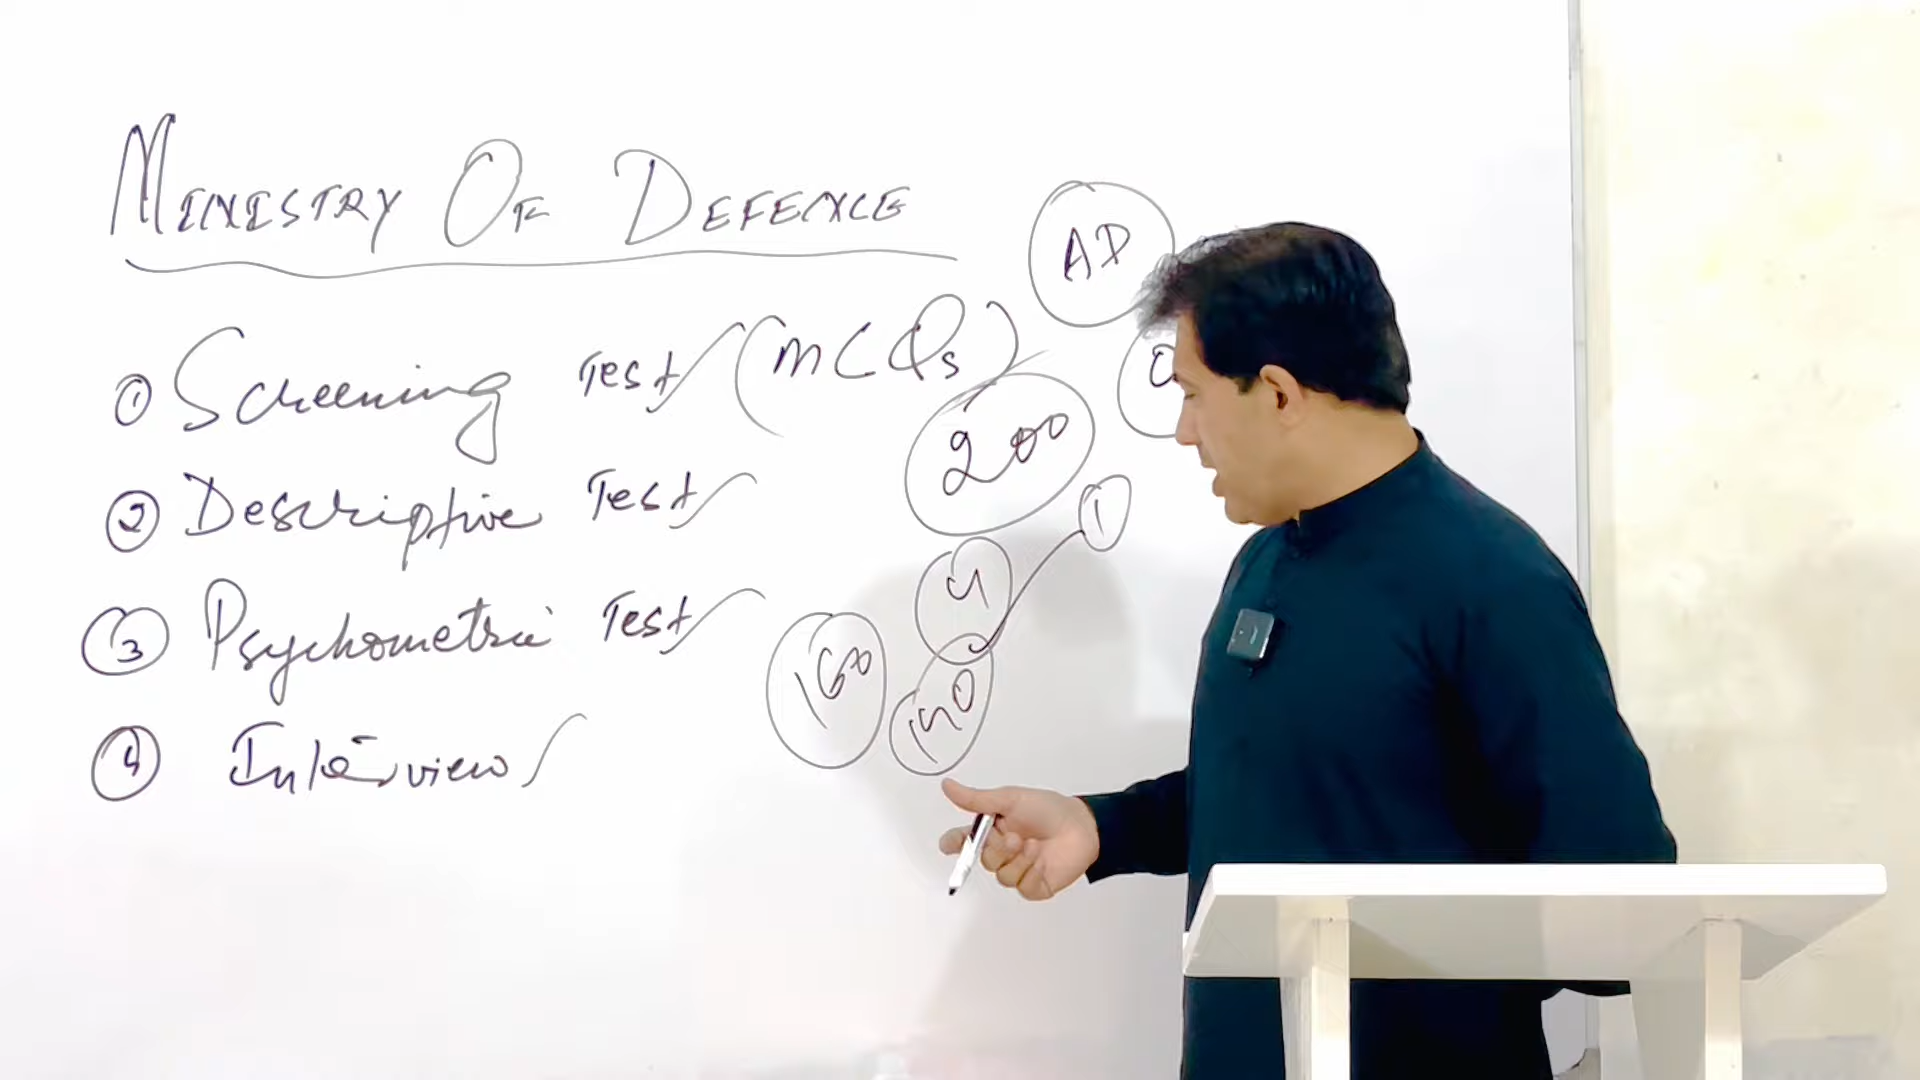 MINISTRY OF DEFENCE
AD
① Screening Test (MCQs)
200
② Descriptive Test
1
4
③ Psychometric Test
160
140
④ Interview